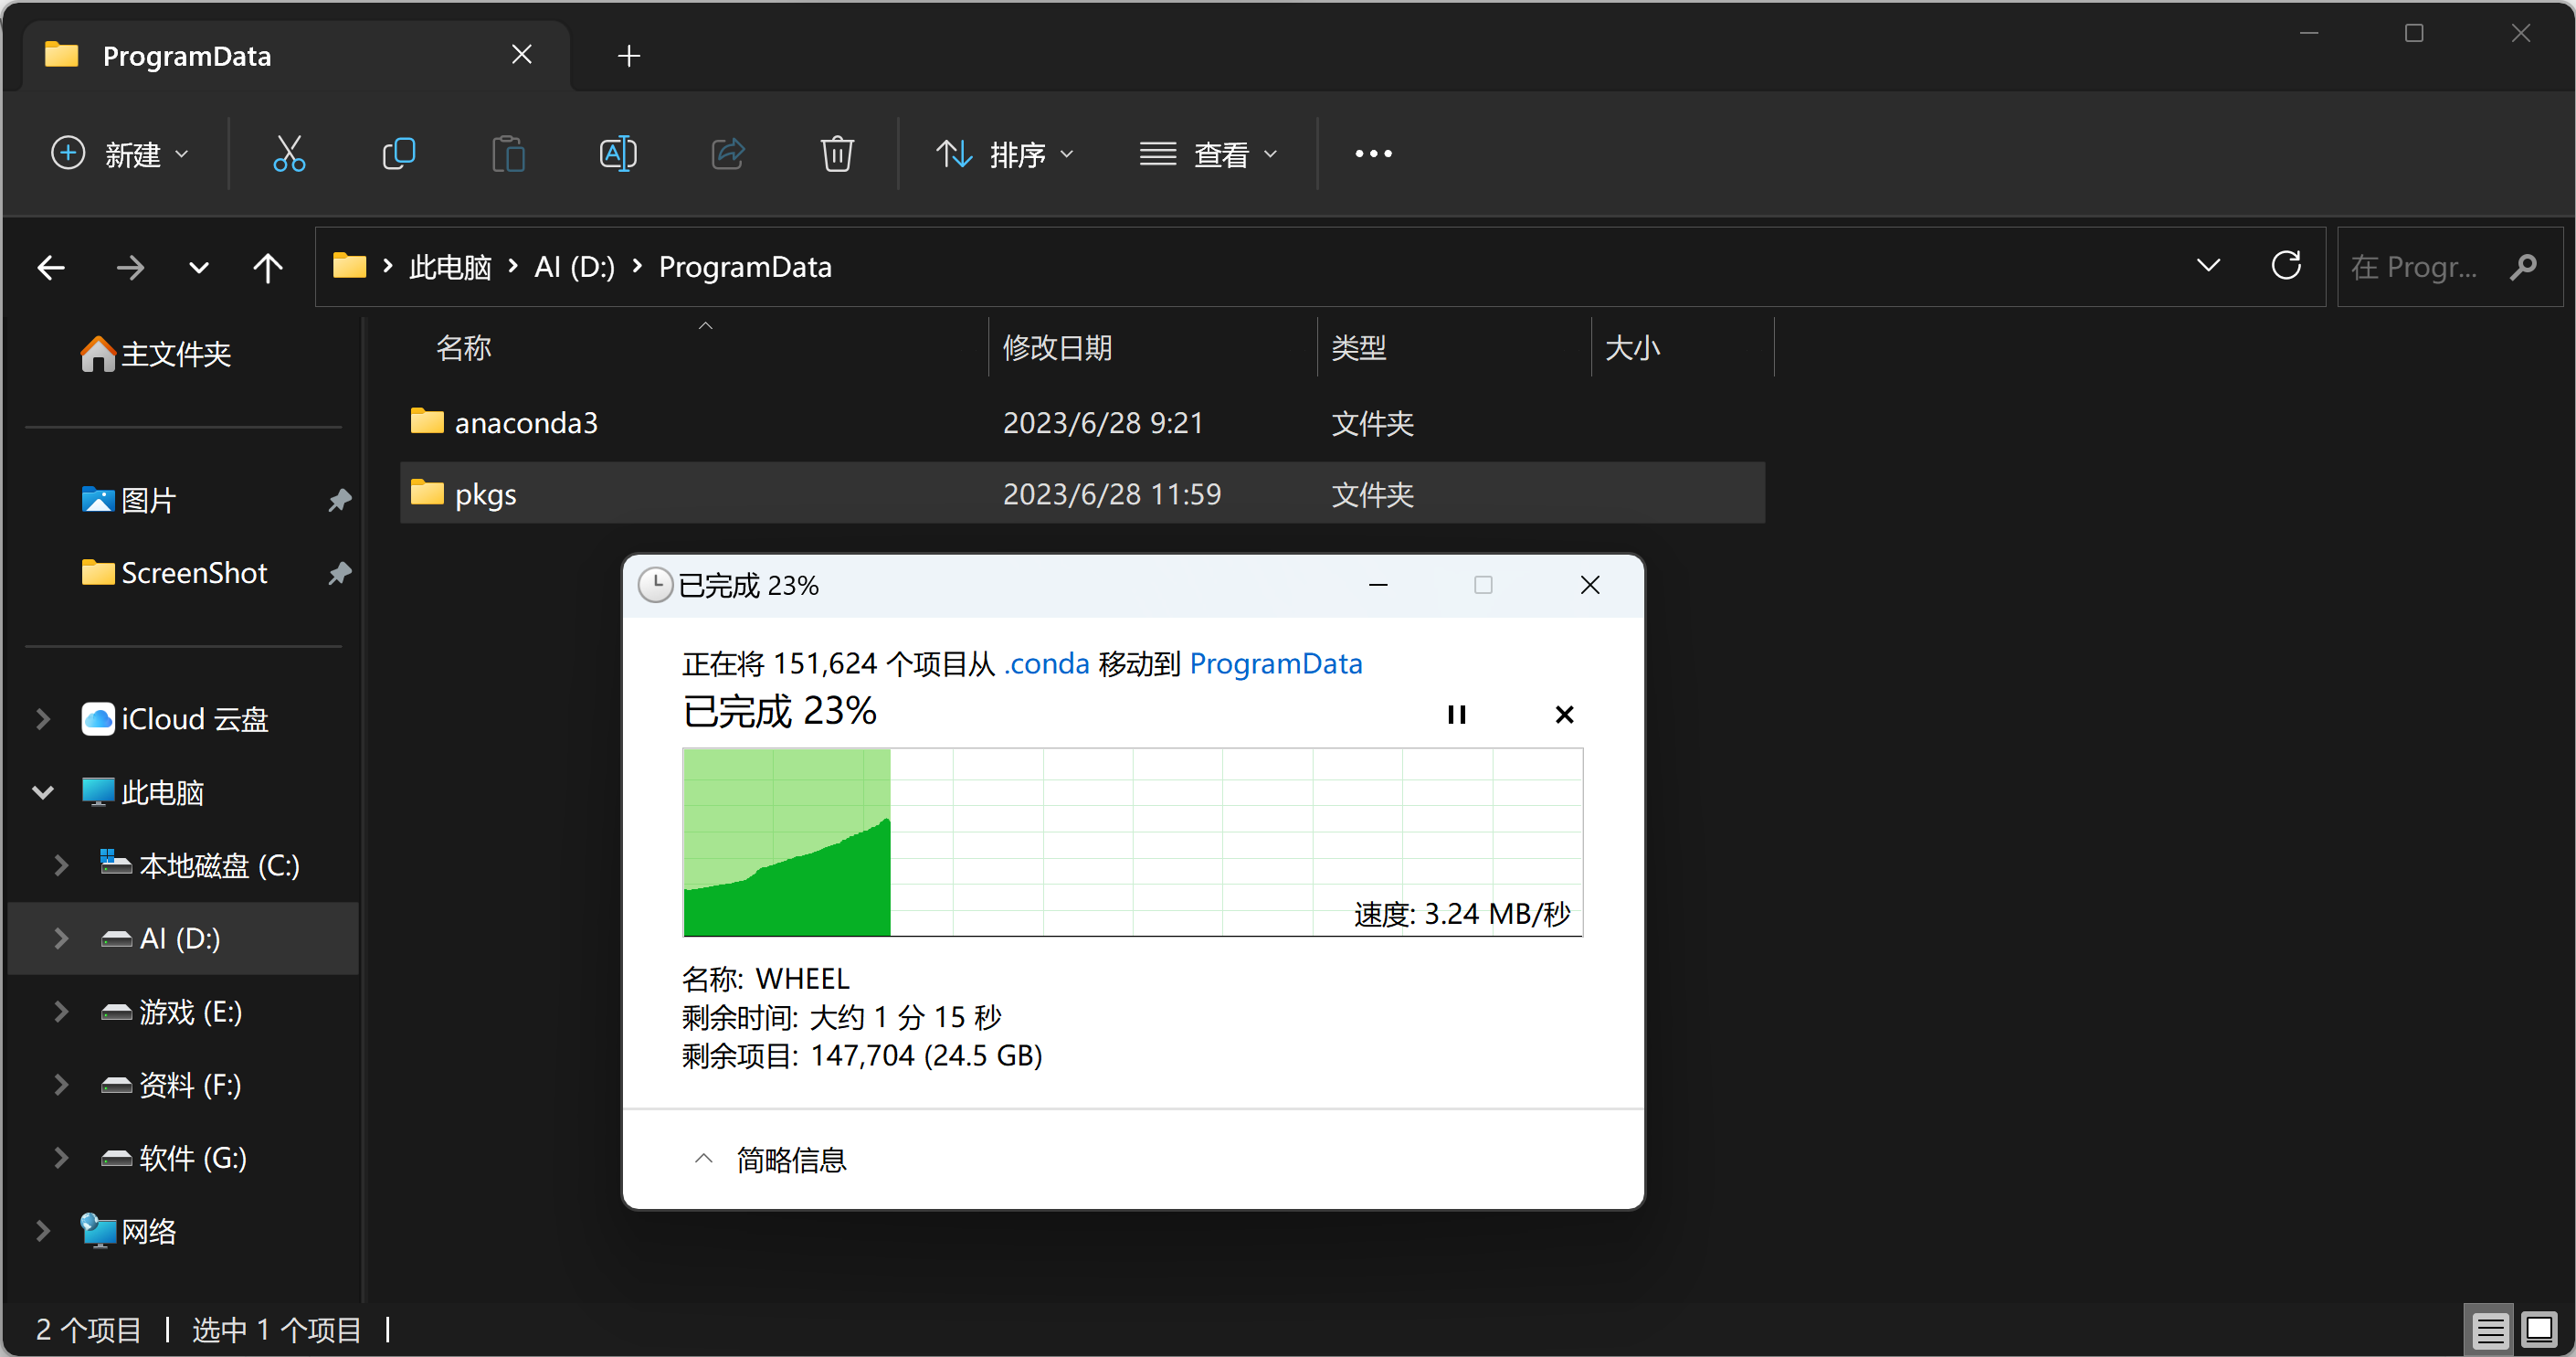 ProgramData
新建
排序
查看
此电脑 AI (D:) ProgramData
在 Progr...
主文件夹
图片
ScreenShot
iCloud 云盘
此电脑
本地磁盘 (C:)
AI (D:)
游戏 (E:)
资料 (F:)
软件 (G:)
网络
名称 修改日期 类型 大小
anaconda3 2023/6/28 9:21 文件夹
pkgs 2023/6/28 11:59 文件夹
已完成 23%
正在将 151,624 个项目从 .conda 移动到 ProgramData
已完成 23%
速度: 3.24 MB/秒
名称: WHEEL
剩余时间: 大约 1 分 15 秒
剩余项目: 147,704 (24.5 GB)
简略信息
2 个项目 选中 1 个项目